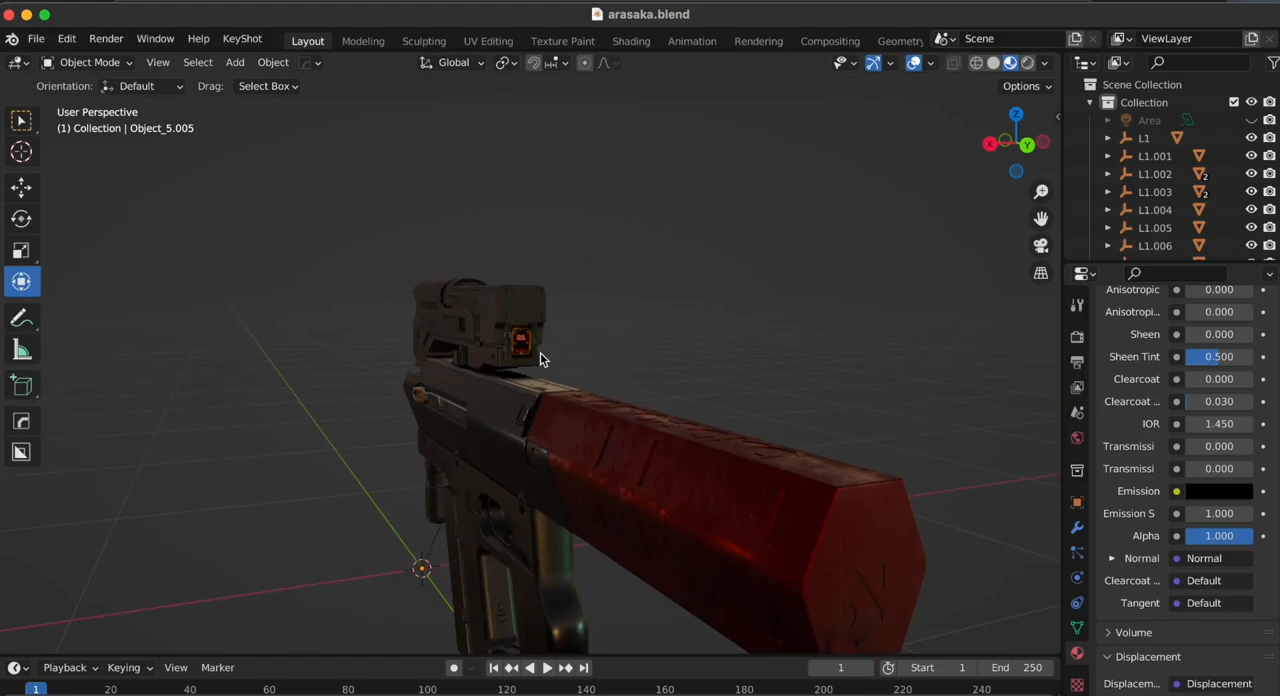 arasaka.blend
File Edit Render Window Help KeyShot Layout Modeling Sculpting UV Editing Texture Paint Shading Animation Rendering Compositing Geometry Scene ViewLayer
Object Mode View Select Add Object Global
Orientation: Default Drag: Select Box Options
User Perspective
(1) Collection | Object_5.005
X Y Z
Scene Collection
Collection
Area
L1
L1.001
L1.002 2
L1.003 2
L1.004
L1.005
L1.006
Anisotropic 0.000
Anisotropi... 0.000
Sheen 0.000
Sheen Tint 0.500
Clearcoat 0.000
Clearcoat ... 0.030
IOR 1.450
Transmissi 0.000
Transmissi 0.000
Emission
Emission S 1.000
Alpha 1.000
Normal Normal
Clearcoat ... Default
Tangent Default
Volume
Displacement
Displacem... Displacement
Playback Keying View Marker 1 Start 1 End 250
1 20 40 60 80 100 120 140 160 180 200 220 240